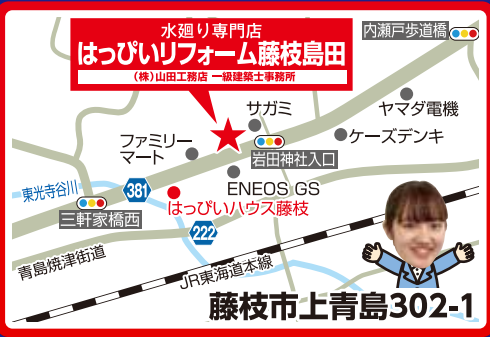 水廻り専門店
はっぴいリフォーム藤枝島田
(株)山田工務店 一級建築士事務所
内瀬戸歩道橋
サガミ
ヤマダ電機
ファミリー
マート
ケーズデンキ
岩田神社入口
東光寺谷川
381
ENEOS GS
はっぴいハウス藤枝
三軒家橋西
222
青島焼津街道
JR東海道本線
藤枝市上青島302-1